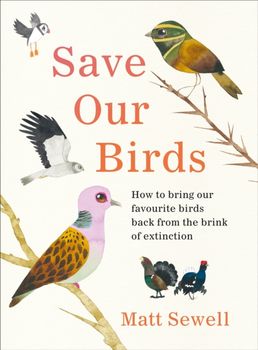 Save
Our
Birds
How to bring our
favourite birds
back from the brink
of extinction
Matt Sewell